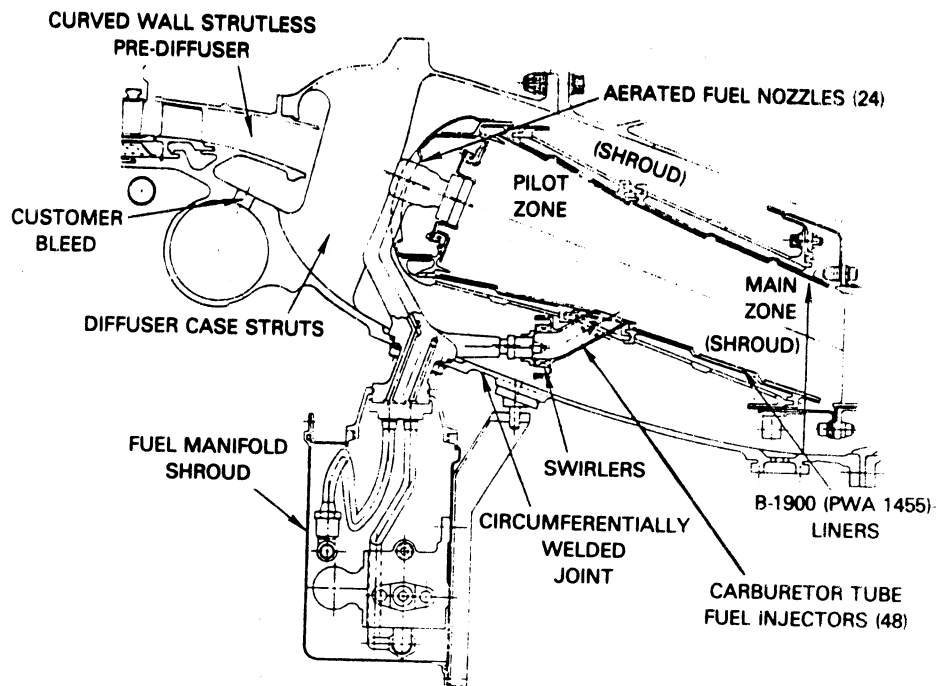 CURVED WALL STRUTLESS
PRE-DIFFUSER
AERATED FUEL NOZZLES (24)
(SHROUD)
PILOT
ZONE
CUSTOMER
BLEED
MAIN
ZONE
DIFFUSER CASE STRUTS
(SHROUD)
FUEL MANIFOLD
SHROUD
SWIRLERS
B-1900 (PWA 1455)
LINERS
CIRCUMFERENTIALLY
WELDED
JOINT
CARBURETOR TUBE
FUEL INJECTORS (48)